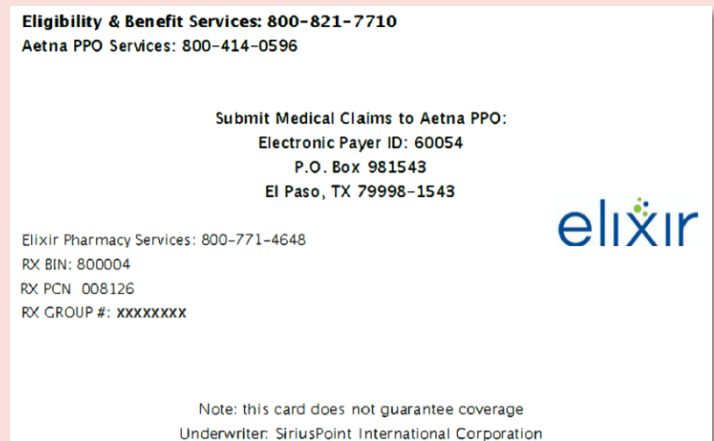 Eligibility & Benefit Services: 800-821-7710
Aetna PPO Services: 800-414-0596
Submit Medical Claims to Aetna PPO:
Electronic Payer ID: 60054
P.O. Box 981543
El Paso, TX 79998-1543
elixir
Elixir Pharmacy Services: 800-771-4648
RX BIN: 800004
RX PCN 008126
RX GROUP #: XXXXXXXX
Note: this card does not guarantee coverage
Underwriter: SiriusPoint International Corporation